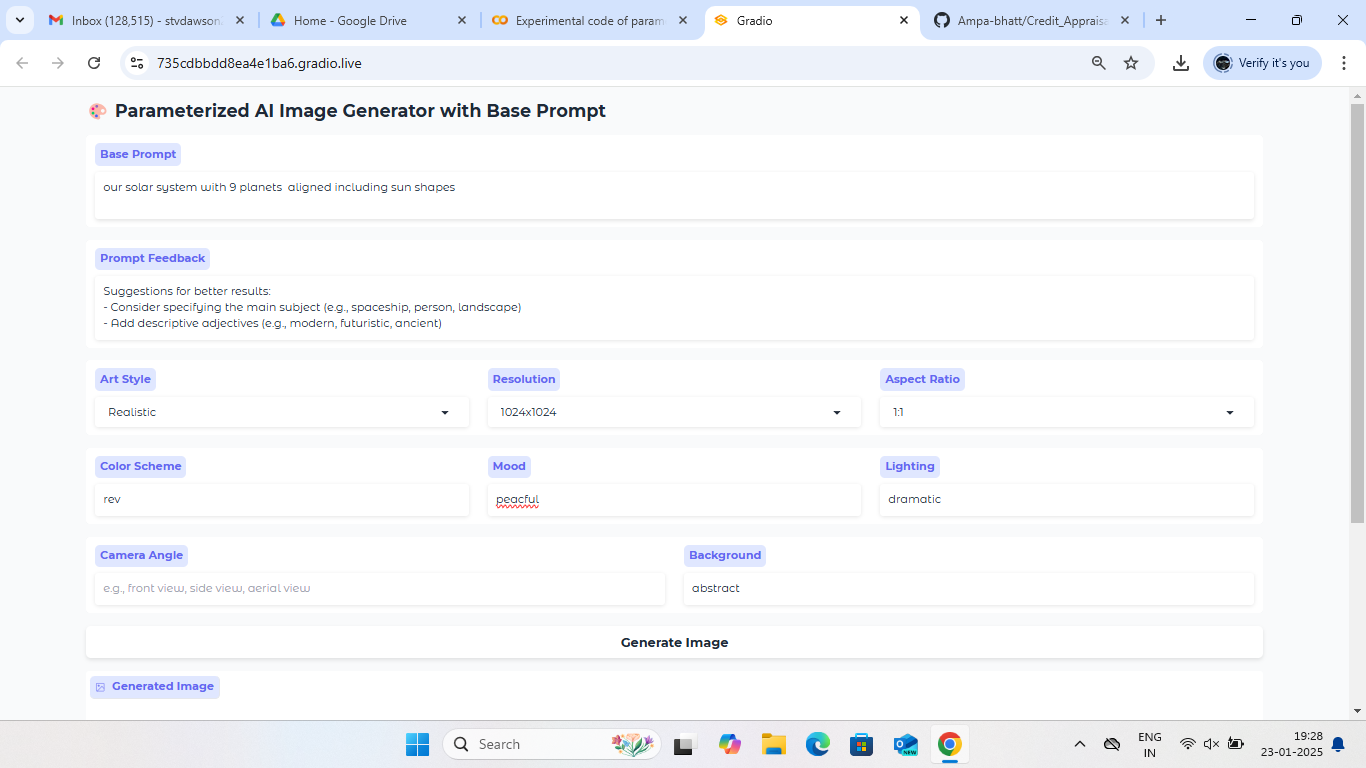 Inbox (128,515) - stvdawson
Home - Google Drive
Experimental code of param
Gradio
Ampa-bhatt/Credit_Appraisa
735cdbbdd8ea4e1ba6.gradio.live
Verify it's you
Parameterized AI Image Generator with Base Prompt
Base Prompt
our solar system with 9 planets  aligned including sun shapes
Prompt Feedback
Suggestions for better results:
- Consider specifying the main subject (e.g., spaceship, person, landscape)
- Add descriptive adjectives (e.g., modern, futuristic, ancient)
Art Style
Resolution
Aspect Ratio
Realistic
1024x1024
1:1
Color Scheme
Mood
Lighting
rev
peacful
dramatic
Camera Angle
Background
e.g., front view, side view, aerial view
abstract
Generate Image
Generated Image
Search
NEW
ENG
IN
19:28
23-01-2025